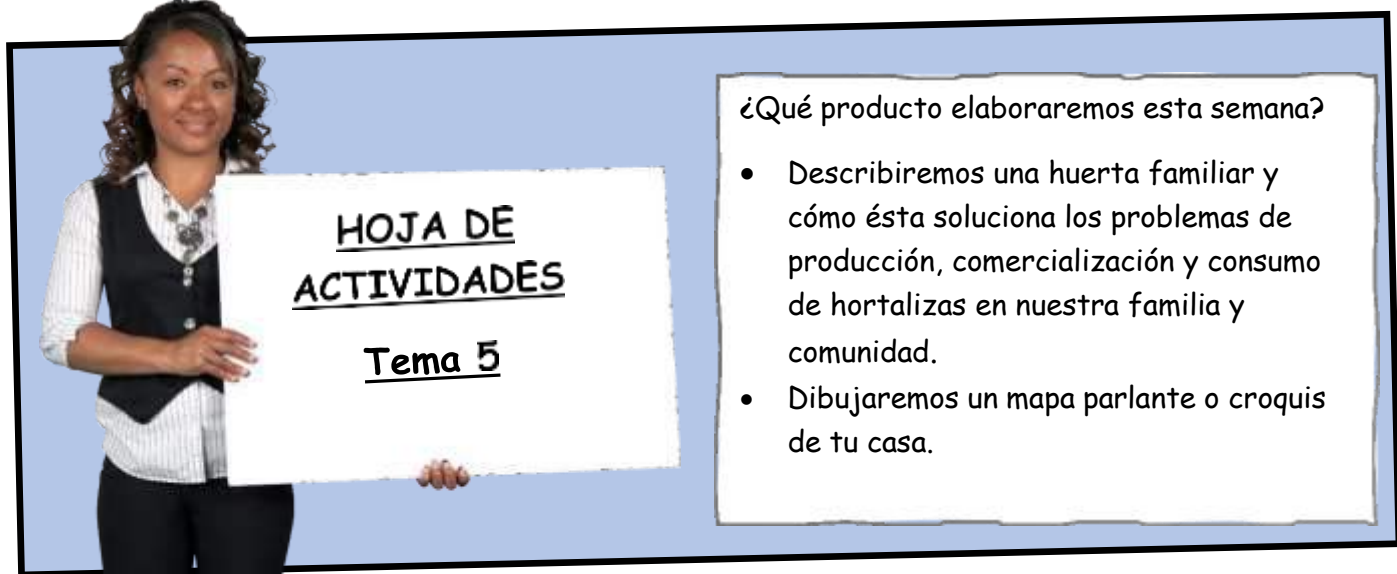 HOJA DE
ACTIVIDADES
Tema 5
¿Qué producto elaboraremos esta semana?
• Describiremos una huerta familiar y
cómo ésta soluciona los problemas de
producción, comercialización y consumo
de hortalizas en nuestra familia y
comunidad.
• Dibujaremos un mapa parlante o croquis
de tu casa.